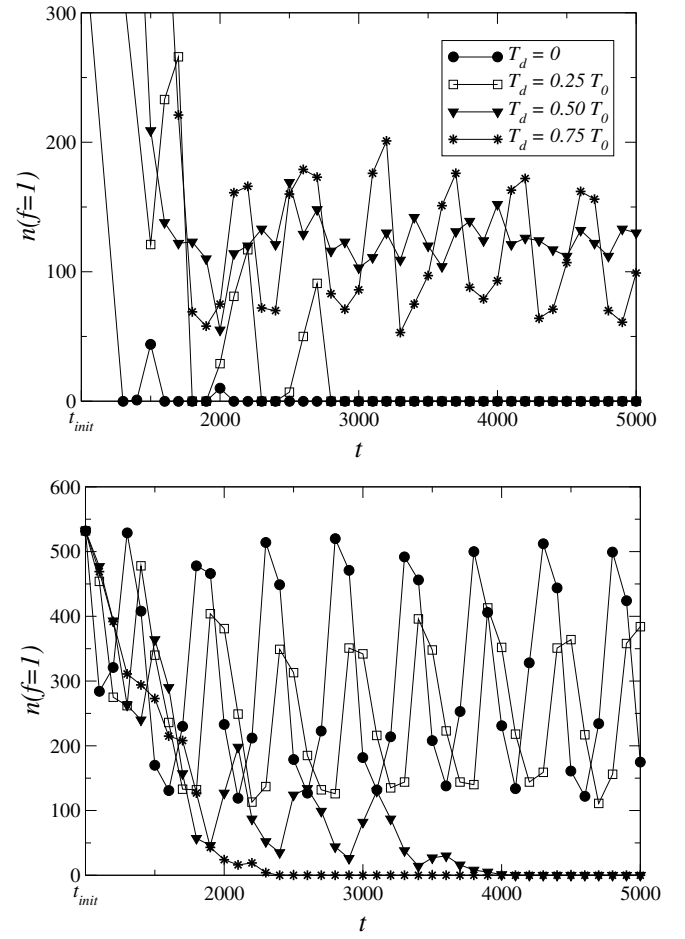 300
200
100
0
n(f=1)
T_d = 0
T_d = 0.25 T_0
T_d = 0.50 T_0
T_d = 0.75 T_0
t_init 2000 3000 4000 5000
t
600
500
400
300
200
100
0
n(f=1)
t_init 2000 3000 4000 5000
t